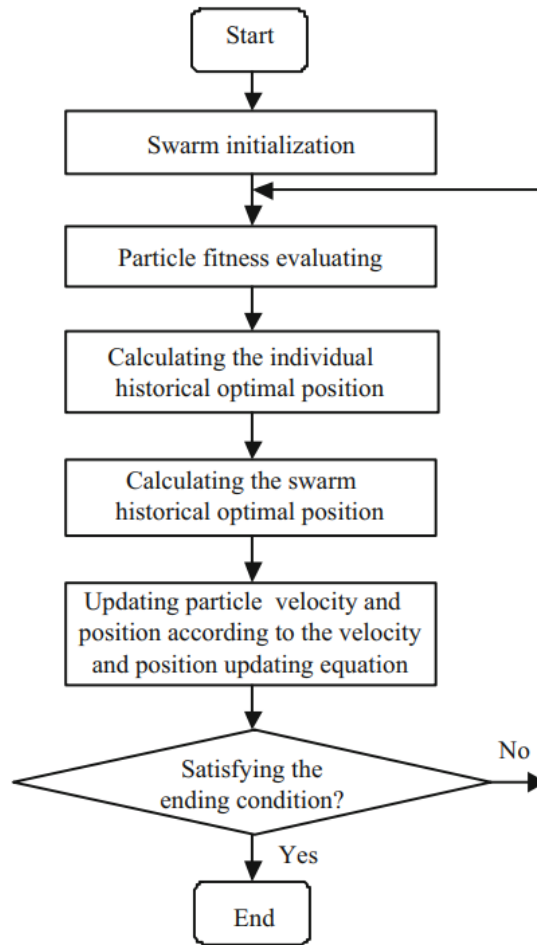 Start
Swarm initialization
Particle fitness evaluating
Calculating the individual
historical optimal position
Calculating the swarm
historical optimal position
Updating particle velocity and
position according to the velocity
and position updating equation
Satisfying the
ending condition?
No
Yes
End